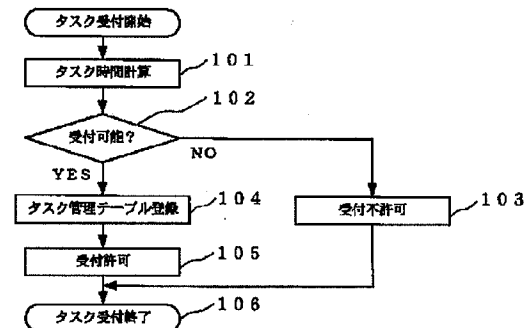 タスク受付開始
タスク時間計算
101
102
受付可能?
NO
YES
タスク管理テーブル登録
104
受付不許可
103
受付許可
105
タスク受付終了
106